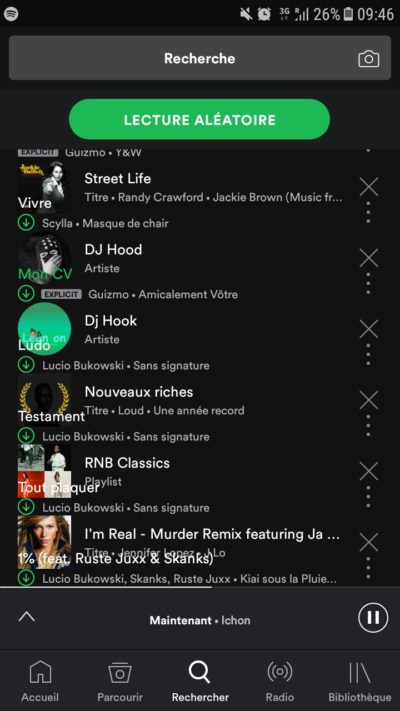 3G R 26% 09:46
Recherche
LECTURE ALÉATOIRE
EXPLICIT Guizmo • Y&W
Street Life
Vivre
Titre • Randy Crawford • Jackie Brown (Music fr...
Scylla • Masque de chair
DJ Hood
Mon CV
Artiste
EXPLICIT Guizmo • Amicalement Vôtre
Dj Hook
Ludo
Artiste
Lucio Bukowski • Sans signature
Nouveaux riches
Testament
Titre • Loud • Une année record
Lucio Bukowski • Sans signature
RNB Classics
Tout plaquer
Playlist
Lucio Bukowski • Sans signature
I'm Real - Murder Remix featuring Ja ...
1% (feat. Ruste Juxx & Skanks)
Titre • Jennifer Lopez • J Lo
Lucio Bukowski, Skanks, Ruste Juxx • Kiai sous la Pluie...
Maintenant • Ichon
Accueil Parcourir Rechercher Radio Bibliothèque